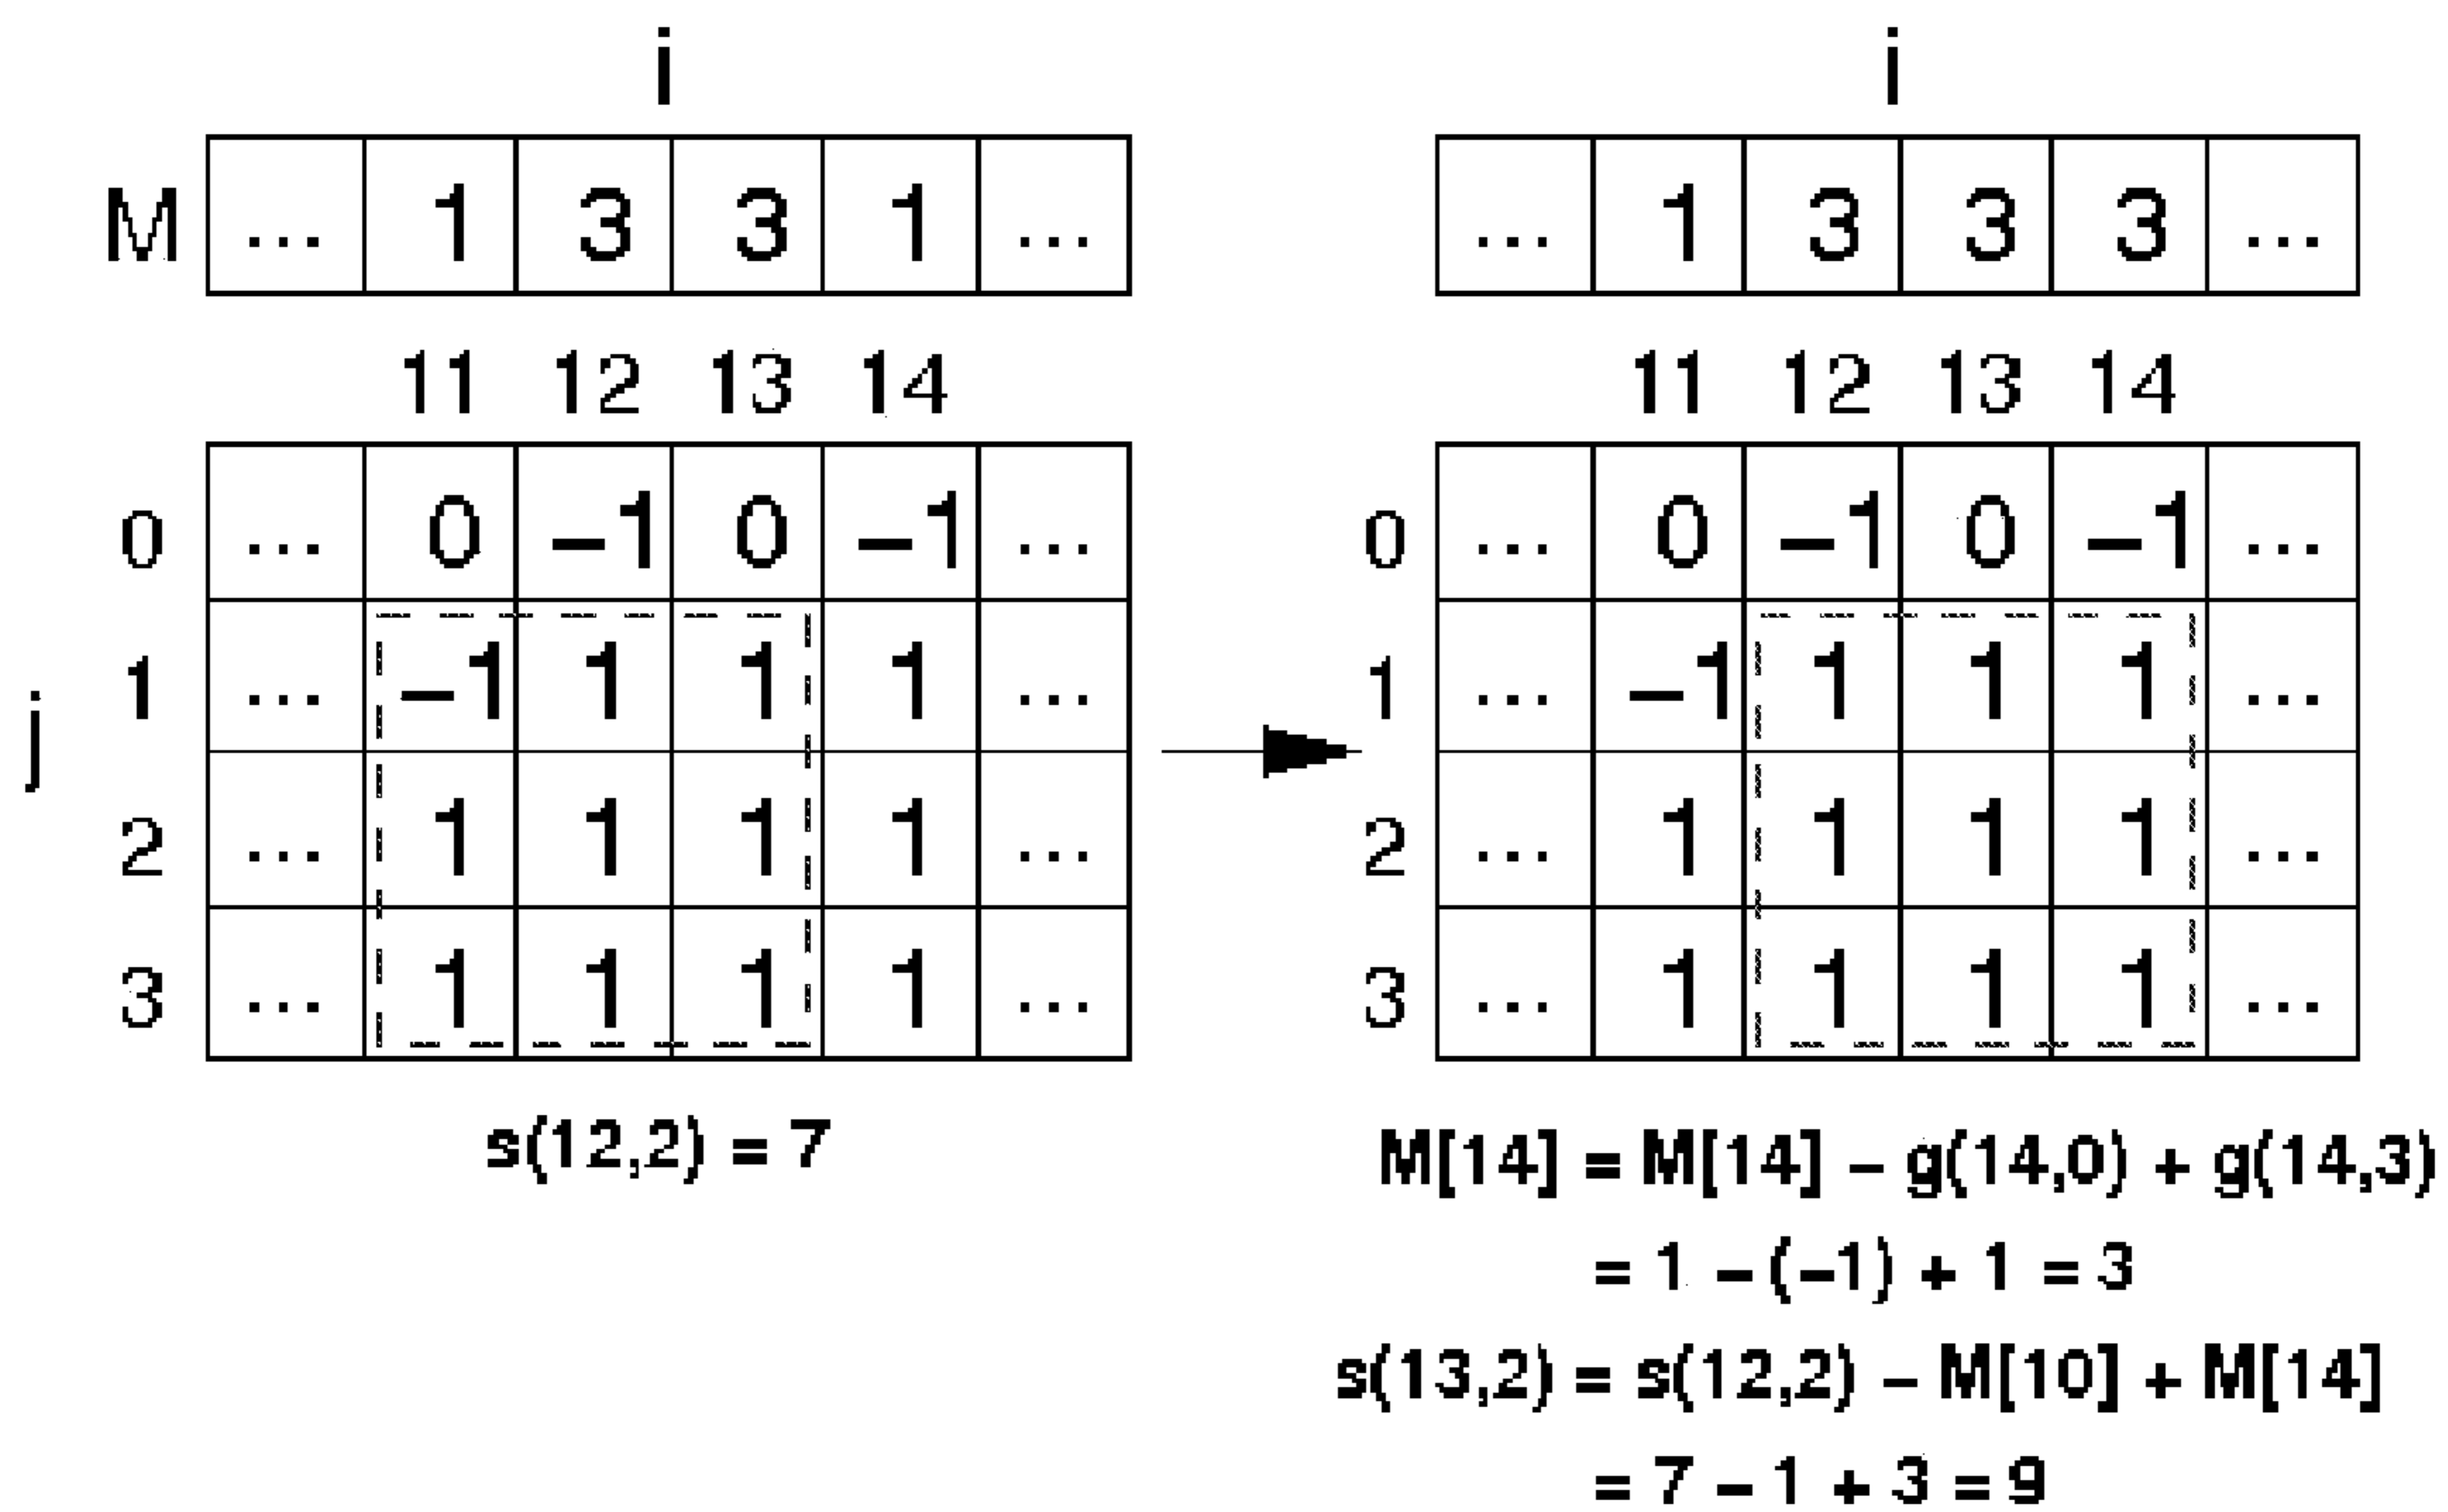 i i
M ... 1 3 3 1 ... ... 1 3 3 3 ...
11 12 13 14 11 12 13 14
0 ... 0 -1 0 -1 ... 0 ... 0 -1 0 -1 ...
1 ... -1 1 1 1 ... 1 ... -1 1 1 1 ...
j
2 ... 1 1 1 1 ... 2 ... 1 1 1 1 ...
3 ... 1 1 1 1 ... 3 ... 1 1 1 1 ...
s(12,2) = 7
M[14] = M[14] - g(14,0) + g(14,3)
= 1 - (-1) + 1 = 3
s(13,2) = s(12,2) - M[10] + M[14]
= 7 - 1 + 3 = 9